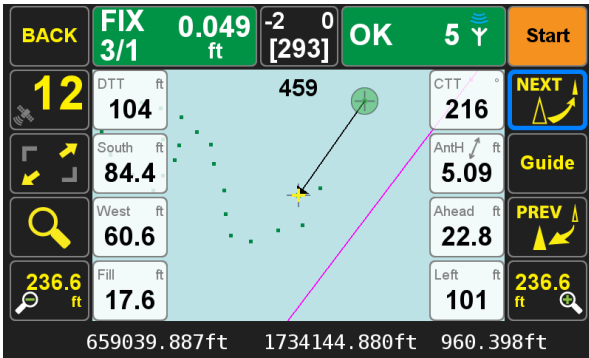 BACK
FIX 0.049
3/1 ft
-2 0
[293]
OK 5
Start
12
DTT ft
104
459
CTT °
216
NEXT
South ft
84.4
AntH ft
5.09
Guide
West ft
60.6
Ahead ft
22.8
PREV
236.6
ft
Fill ft
17.6
Left ft
101
236.6
ft
659039.887ft 1734144.880ft 960.398ft